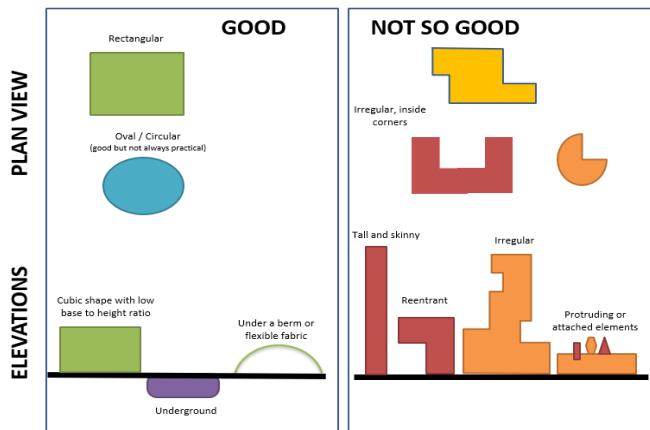 GOOD
Rectangular
Oval / Circular
(good but not always practical)
PLAN VIEW
NOT SO GOOD
Irregular, inside
corners
ELEVATIONS
Cubic shape with low
base to height ratio
Under a berm or
flexible fabric
Underground
Tall and skinny
Reentrant
Irregular
Protruding or
attached elements